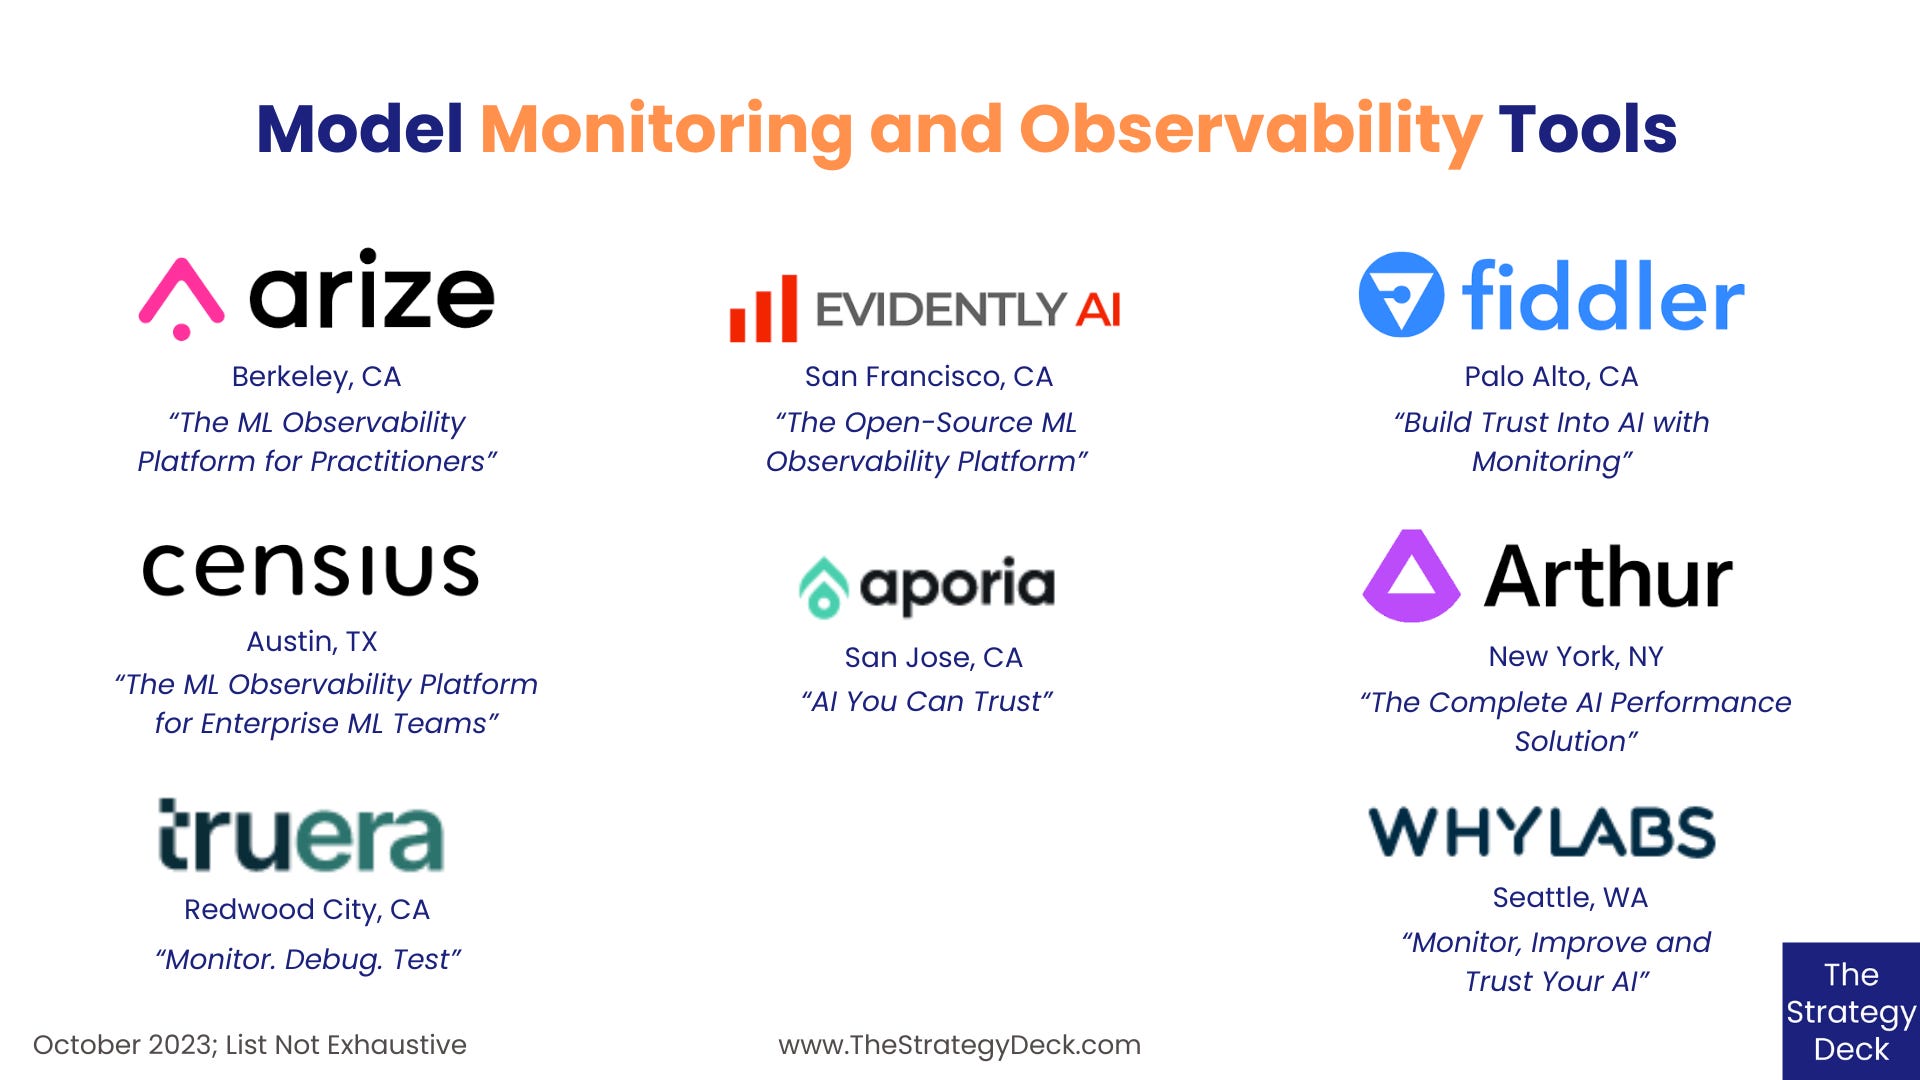 Model Monitoring and Observability Tools
arize
Berkeley, CA
“The ML Observability
Platform for Practitioners”
EVIDENTLY AI
San Francisco, CA
“The Open-Source ML
Observability Platform”
fiddler
Palo Alto, CA
“Build Trust Into AI with
Monitoring”
censius
Austin, TX
“The ML Observability Platform
for Enterprise ML Teams”
aporia
San Jose, CA
“AI You Can Trust”
Arthur
New York, NY
“The Complete AI Performance
Solution”
truera
Redwood City, CA
“Monitor. Debug. Test”
WHYLABS
Seattle, WA
“Monitor, Improve and
Trust Your AI”
October 2023; List Not Exhaustive
www.TheStrategyDeck.com
The
Strategy
Deck